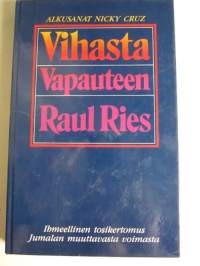 ALKUSANAT NICKY CRUZ
Vihasta
Vapauteen
Raul Ries
Ihmeellinen tosikertomus
Jumalan muuttavasta voimasta